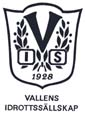 V
I S
1928
VALLENS
IDROTTSSÄLLSKAP